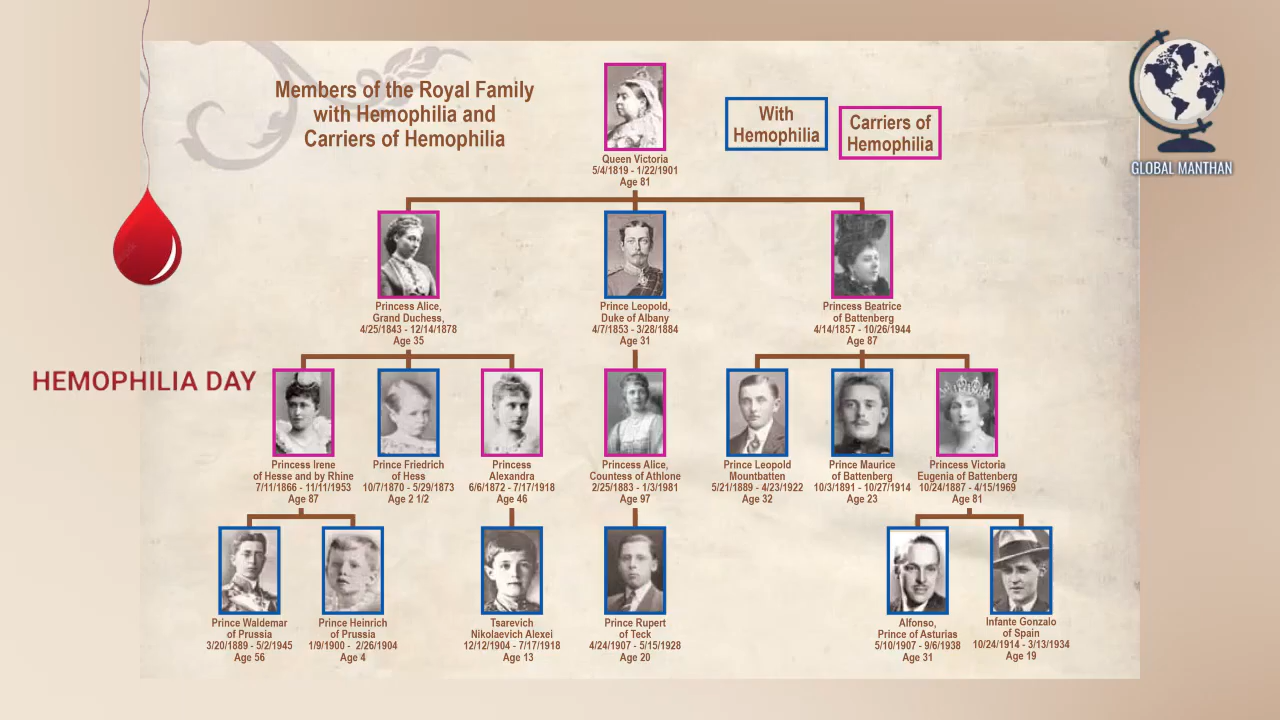 Members of the Royal Family
with Hemophilia and
Carriers of Hemophilia
With
Hemophilia
Carriers of
Hemophilia
GLOBAL MANTHAN
Queen Victoria
5/4/1819 - 1/22/1901
Age 81
Princess Alice,
Grand Duchess,
4/25/1843 - 12/14/1878
Age 35
Prince Leopold,
Duke of Albany
4/7/1853 - 3/28/1884
Age 31
Princess Beatrice
of Battenberg
4/14/1857 - 10/26/1944
Age 87
HEMOPHILIA DAY
Princess Irene
of Hesse and by Rhine
7/11/1866 - 11/11/1953
Age 87
Prince Friedrich
of Hess
10/7/1870 - 5/29/1873
Age 2 1/2
Princess
Alexandra
6/6/1872 - 7/17/1918
Age 46
Princess Alice,
Countess of Athlone
2/25/1883 - 1/3/1981
Age 97
Prince Leopold
Mountbatten
5/21/1889 - 4/23/1922
Age 32
Prince Maurice
of Battenberg
10/3/1891 - 10/27/1914
Age 23
Princess Victoria
Eugenia of Battenberg
10/24/1887 - 4/15/1969
Age 81
Prince Waldemar
of Prussia
3/20/1889 - 5/2/1945
Age 56
Prince Heinrich
of Prussia
1/9/1900 - 2/26/1904
Age 4
Tsarevich
Nikolaevich Alexei
12/12/1904 - 7/17/1918
Age 13
Prince Rupert
of Teck
4/24/1907 - 5/15/1928
Age 20
Alfonso,
Prince of Asturias
5/10/1907 - 9/6/1938
Age 31
Infante Gonzalo
of Spain
10/24/1914 - 3/13/1934
Age 19